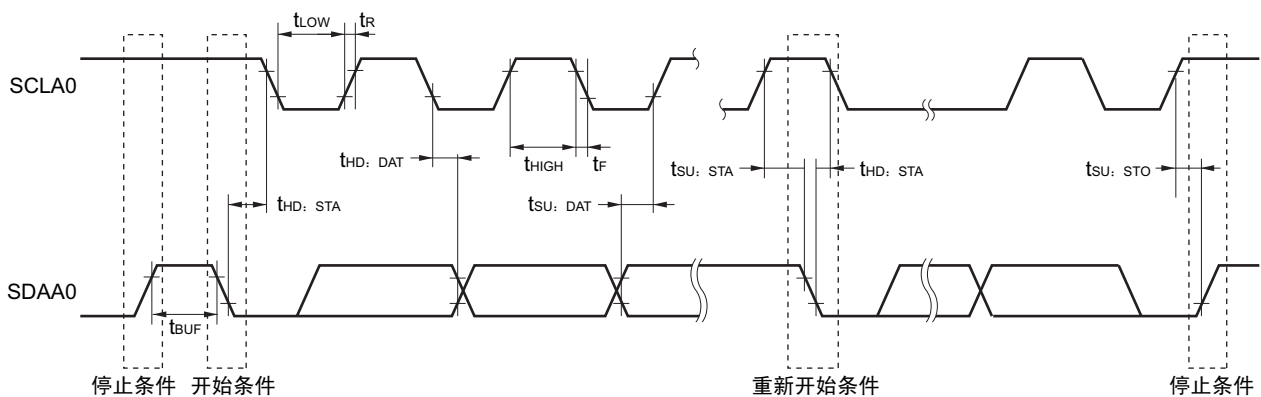 tLOW tR
SCLA0
tHD: DAT tHIGH tF tSU: STA tHD: STA tSU: STO
tHD: STA tSU: DAT
SDAA0
tBUF
停止条件 开始条件 重新开始条件 停止条件